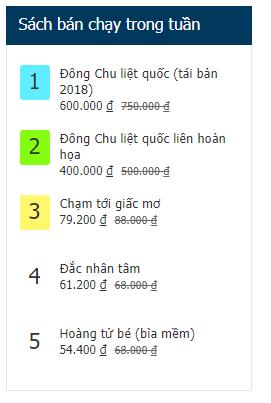 Sách bán chạy trong tuần
1
Đông Chu liệt quốc (tái bản
2018)
600.000 ₫ 750.000 ₫
2
Đông Chu liệt quốc liên hoàn
họa
400.000 ₫ 500.000 ₫
3
Chạm tới giấc mơ
79.200 ₫ 88.000 ₫
4
Đắc nhân tâm
61.200 ₫ 68.000 ₫
5
Hoàng tử bé (bìa mềm)
54.400 ₫ 68.000 ₫